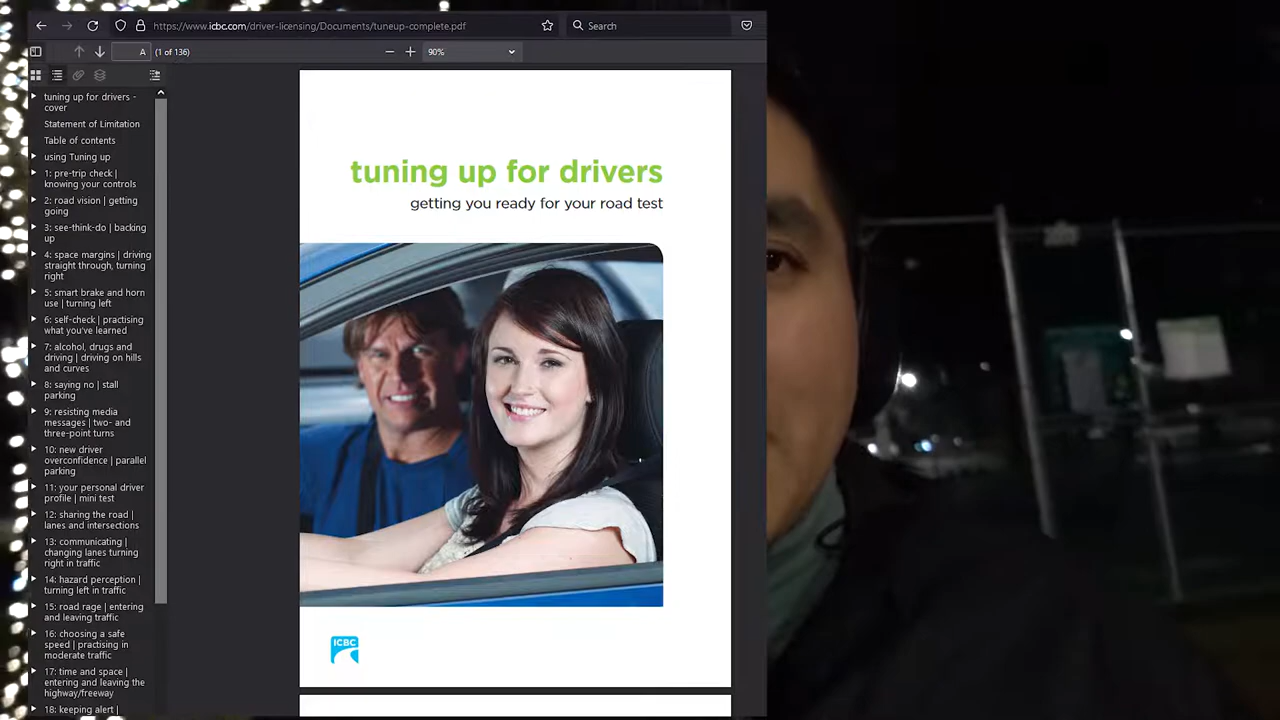 https://www.icbc.com/driver-licensing/Documents/tuneup-complete.pdf
Search
A
(1 of 136)
90%
tuning up for drivers -
cover
Statement of Limitation
Table of contents
using Tuning up
1: pre-trip check |
knowing your controls
2: road vision | getting
going
3: see-think-do | backing
up
4: space margins | driving
straight through, turning
right
5: smart brake and horn
use | turning left
6: self-check | practising
what you've learned
7: alcohol, drugs and
driving | driving on hills
and curves
8: saying no | stall
parking
9: resisting media
messages | two- and
three-point turns
10: new driver
overconfidence | parallel
parking
11: your personal driver
profile | mini test
12: sharing the road |
lanes and intersections
13: communicating |
changing lanes turning
right in traffic
14: hazard perception |
turning left in traffic
15: road rage | entering
and leaving traffic
16: choosing a safe
speed | practising in
moderate traffic
17: time and space |
entering and leaving the
highway/freeway
18: keeping alert |
tuning up for drivers
getting you ready for your road test
ICBC